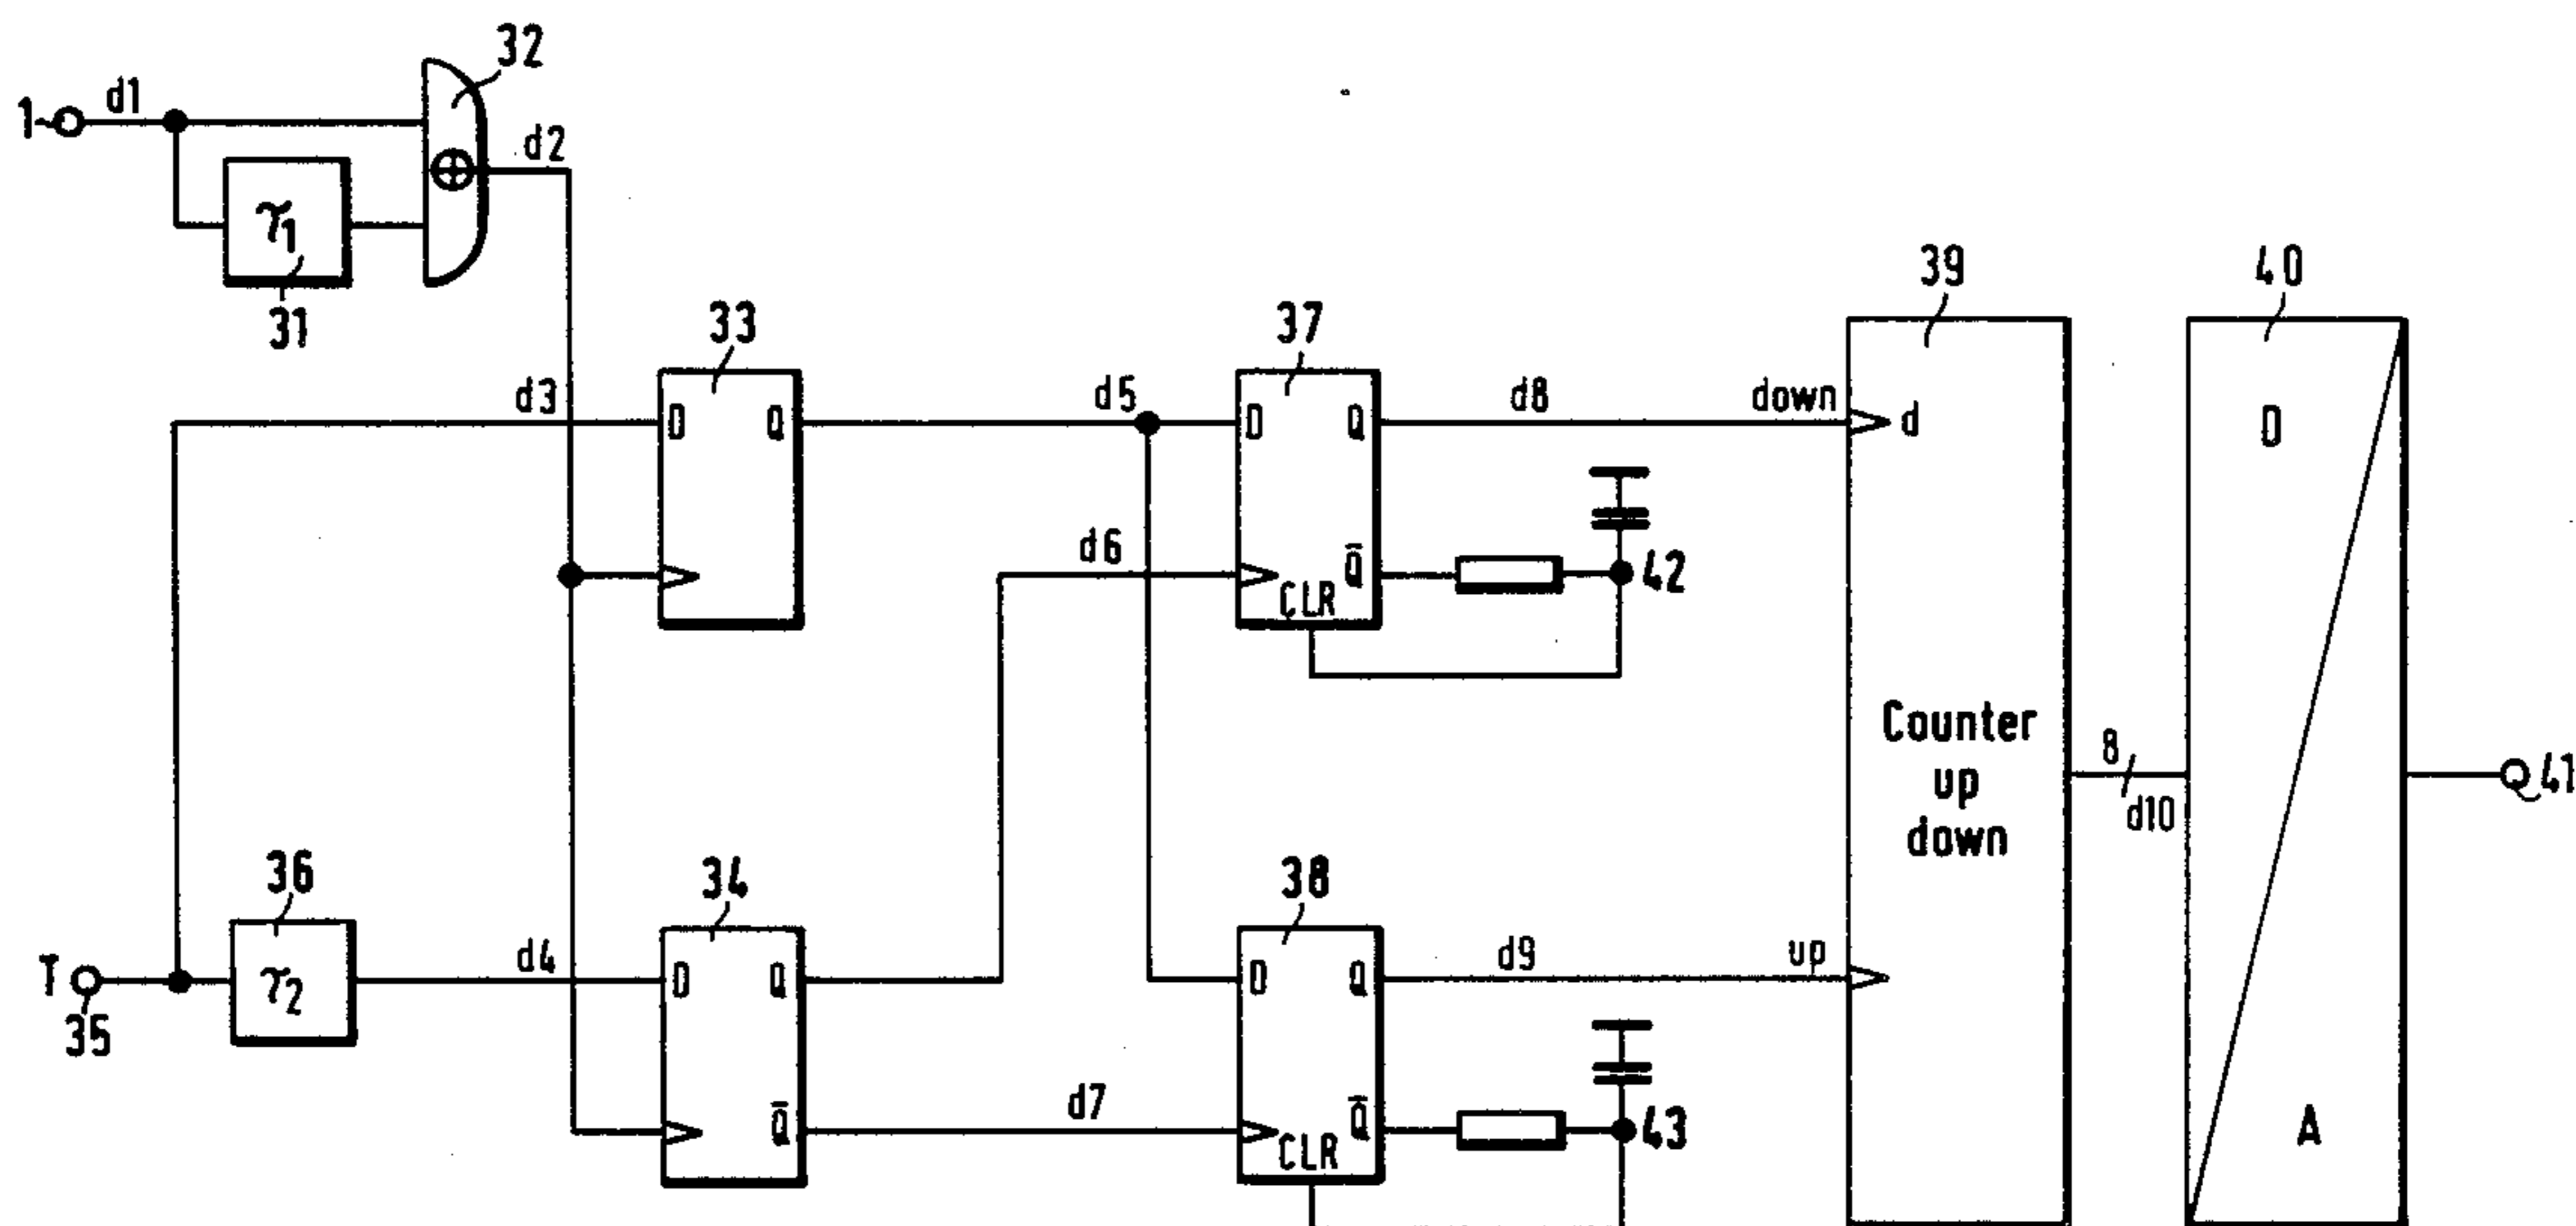 32
1 d1
d2
τ1
31
33
37
39
40
d3
D Q
d5
D Q
d8
down
d
D
d6
Q̄
42
CLR
Counter
up
down
8
d10
41
36
34
38
T
35
τ2
d4
D Q
D Q
d9
up
d7
Q̄
Q̄
43
CLR
A